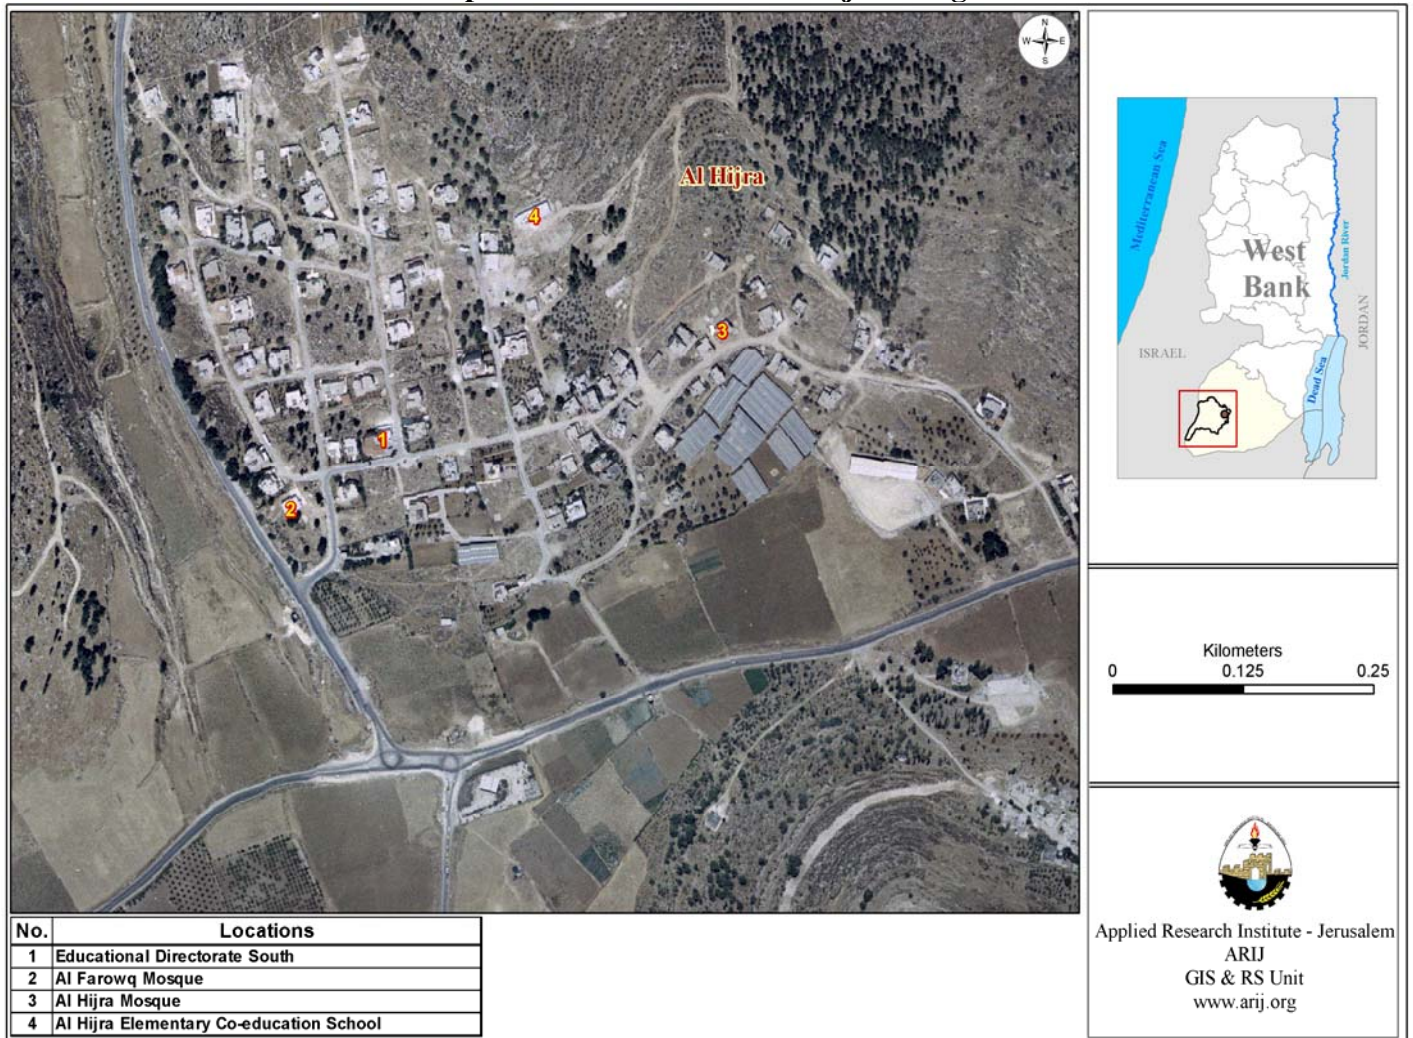 N
W E
S
Al Hijra
4
3
1
2
Mediterranean Sea
West
Bank
Jordan River
JORDAN
ISRAEL
Dead Sea
Kilometers
0 0.125 0.25
Applied Research Institute - Jerusalem
ARIJ
GIS & RS Unit
www.arij.org
No. Locations
1 Educational Directorate South
2 Al Farowq Mosque
3 Al Hijra Mosque
4 Al Hijra Elementary Co-education School